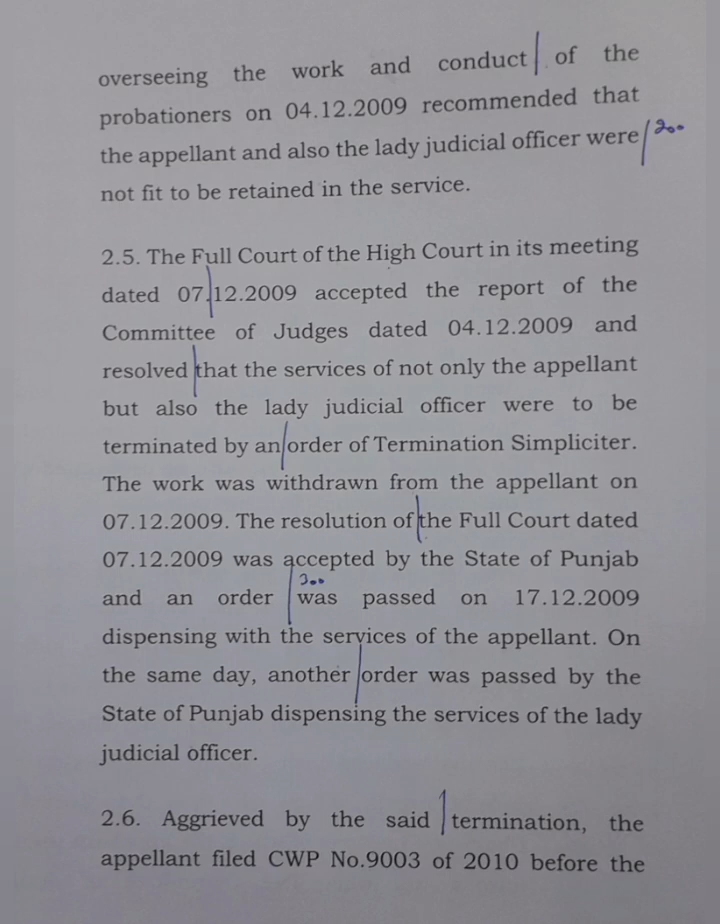 overseeing the work and conduct of the
probationers on 04.12.2009 recommended that
the appellant and also the lady judicial officer were 200
not fit to be retained in the service.
2.5. The Full Court of the High Court in its meeting
dated 07.12.2009 accepted the report of the
Committee of Judges dated 04.12.2009 and
resolved that the services of not only the appellant
but also the lady judicial officer were to be
terminated by an order of Termination Simpliciter.
The work was withdrawn from the appellant on
07.12.2009. The resolution of the Full Court dated
07.12.2009 was accepted by the State of Punjab
300
and an order was passed on 17.12.2009
dispensing with the services of the appellant. On
the same day, another order was passed by the
State of Punjab dispensing the services of the lady
judicial officer.
2.6. Aggrieved by the said termination, the
appellant filed CWP No.9003 of 2010 before the